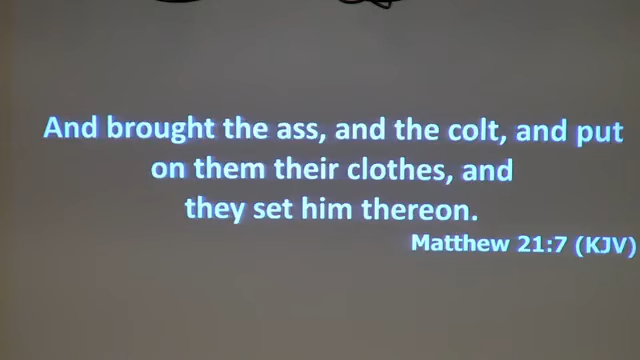 And brought the ass, and the colt, and put
on them their clothes, and
they set him thereon.
Matthew 21:7 (KJV)